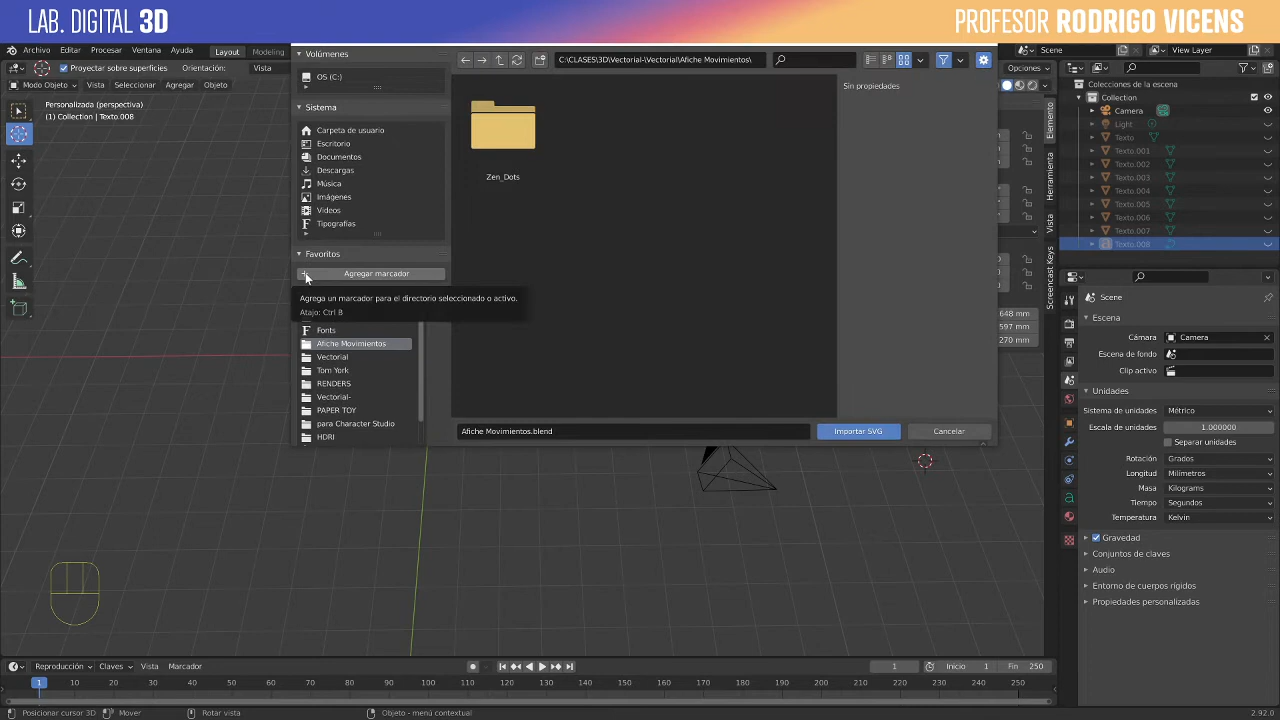 LAB. DIGITAL 3D
PROFESOR RODRIGO VICENS
Archivo Editar Procesar Ventana Ayuda Layout Modeling
Scene View Layer
Proyectar sobre superficies Orientación: Vista
Opciones
Modo Objeto Vista Seleccionar Agregar Objeto
Personalizada (perspectiva)
(1) Collection | Texto.008
Volúmenes
OS (C:)
Sistema
Carpeta de usuario
Escritorio
Documentos
Descargas
Música
Imágenes
Videos
Tipografías
Favoritos
Agregar marcador
Agrega un marcador para el directorio seleccionado o activo.
Atajo: Ctrl B
Fonts
Afiche Movimientos
Vectorial
Tom York
RENDERS
Vectorial-
PAPER TOY
para Character Studio
HDRI
C:\CLASES\3D\Vectorial-\Vectorial\Afiche Movimientos\
Zen_Dots
Sin propiedades
Afiche Movimientos.blend
Importar SVG
Cancelar
648 mm
597 mm
270 mm
Elemento
Herramienta
Vista
Screencast Keys
Colecciones de la escena
Collection
Camera
Light
Texto
Texto.001
Texto.002
Texto.003
Texto.004
Texto.005
Texto.006
Texto.007
Texto.008
Scene
Escena
Cámara Camera
Escena de fondo
Clip activo
Unidades
Sistema de unidades Métrico
Escala de unidades 1.000000
Separar unidades
Rotación Grados
Longitud Milímetros
Masa Kilograms
Tiempo Segundos
Temperatura Kelvin
Gravedad
Conjuntos de claves
Audio
Entorno de cuerpos rígidos
Propiedades personalizadas
Reproducción Claves Vista Marcador
1 Inicio 1 Fin 250
1 10 20 30 40 50 60 70 80 90 100 110 120 130 140 150 160 170 180 190 200 210 220 230 240 250
Posicionar cursor 3D Mover Rotar vista Objeto - menú contextual
2.92.0